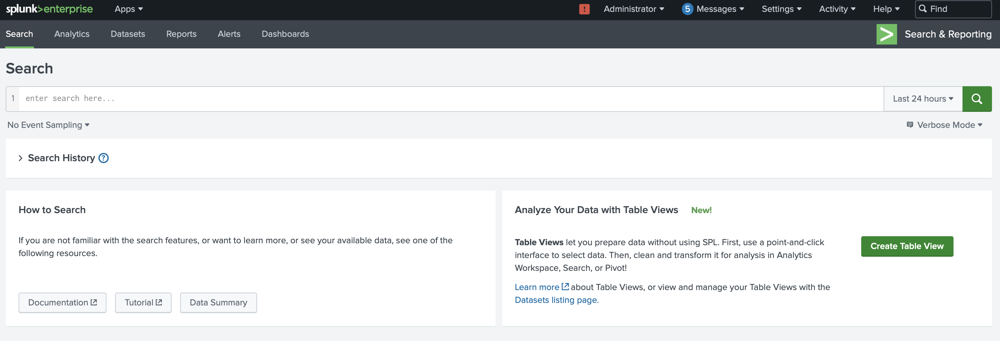 splunk>enterprise Apps ! Administrator 5 Messages Settings Activity Help Find
Search Analytics Datasets Reports Alerts Dashboards > Search & Reporting
Search
1 enter search here... Last 24 hours
No Event Sampling Verbose Mode
> Search History ?
How to Search
If you are not familiar with the search features, or want to learn more, or see your available data, see one of the
following resources.
Documentation Tutorial Data Summary
Analyze Your Data with Table Views New!
Table Views let you prepare data without using SPL. First, use a point-and-click
interface to select data. Then, clean and transform it for analysis in Analytics
Workspace, Search, or Pivot!
Create Table View
Learn more about Table Views, or view and manage your Table Views with the
Datasets listing page.